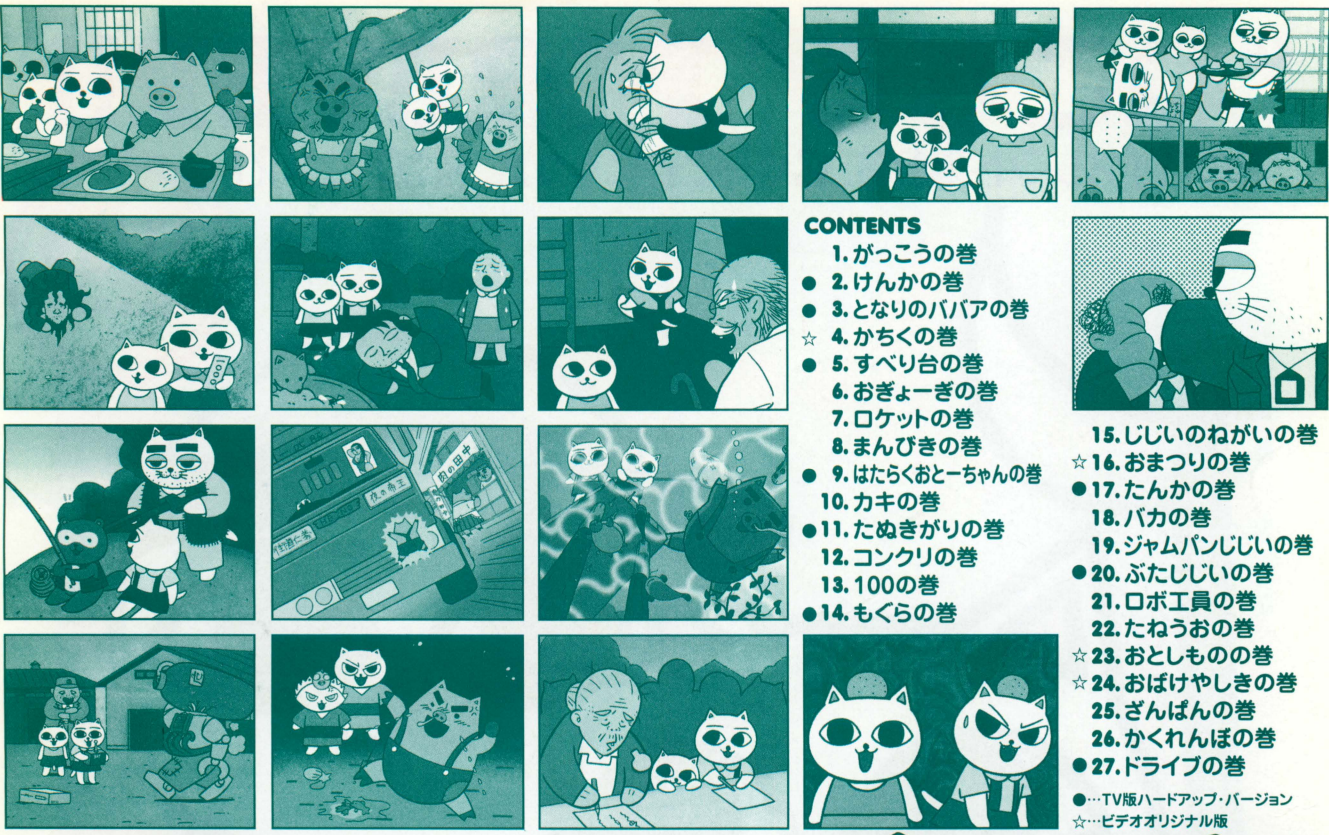 CONTENTS
1.がっこうの巻
● 2.けんかの巻
● 3.となりのババアの巻
☆ 4.かちくの巻
● 5.すべり台の巻
6.おぎょーぎの巻
7.ロケットの巻
8.まんびきの巻
● 9.はたらくおとーちゃんの巻
10.カキの巻
●11.たぬきがりの巻
12.コンクリの巻
13.100の巻
●14.もぐらの巻
15.じじいのねがいの巻
☆16.おまつりの巻
●17.たんかの巻
18.バカの巻
19.ジャムパンじじいの巻
●20.ぶたじじいの巻
21.ロボ工員の巻
22.たねうおの巻
☆23.おとしものの巻
☆24.おばけやしきの巻
25.ざんぱんの巻
26.かくれんぼの巻
●27.ドライブの巻
●…TV版ハードアップ・バージョン
☆…ビデオオリジナル版
夜の帝王
肉の田中